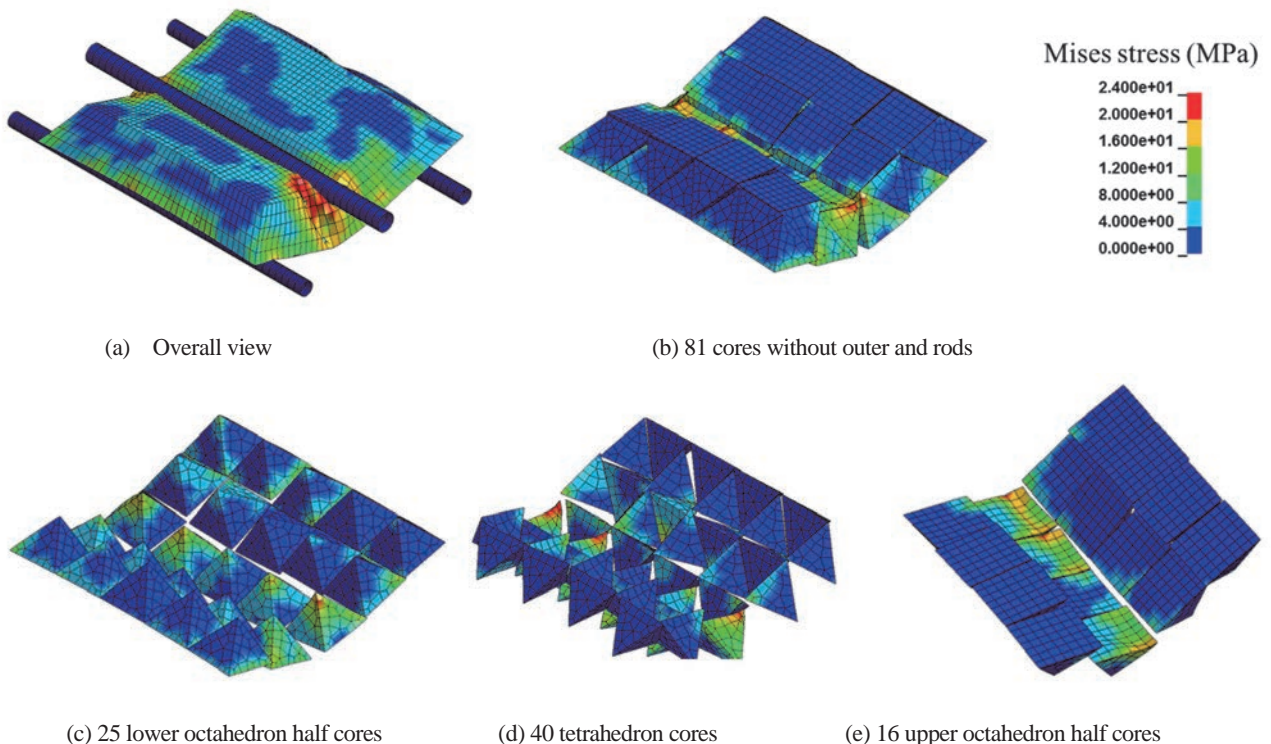 Mises stress (MPa)
2.400e+01
2.000e+01
1.600e+01
1.200e+01
8.000e+00
4.000e+00
0.000e+00
(a) Overall view
(b) 81 cores without outer and rods
(c) 25 lower octahedron half cores
(d) 40 tetrahedron cores
(e) 16 upper octahedron half cores